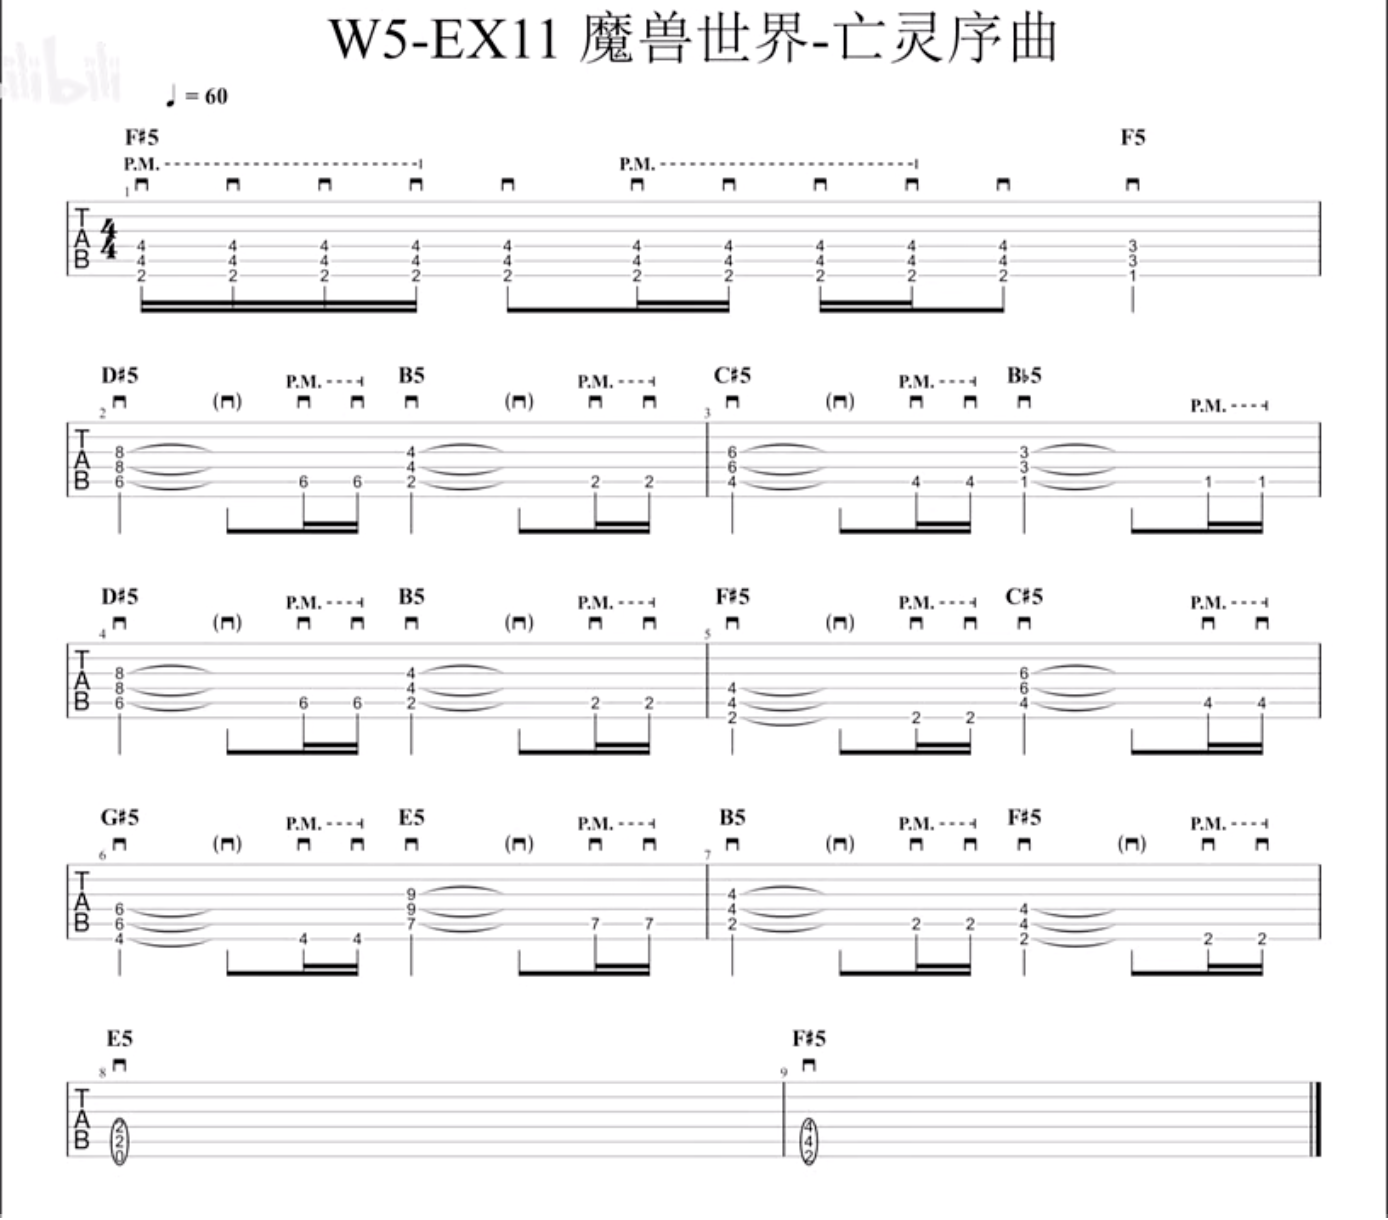 W5-EX11 魔兽世界-亡灵序曲
bilibili
♩ = 60
F♯5 F5
P.M. P.M.
1
T A B 4/4
4 4 4 4 4 4 4 4 4 4 3
4 4 4 4 4 4 4 4 4 4 3
2 2 2 2 2 2 2 2 2 2 1
D♯5 P.M. B5 P.M. C♯5 P.M. B♭5 P.M.
2 3
T A B
8 4 6 3
8 4 6 3
6 6 6 2 2 2 4 4 4 1 1 1
D♯5 P.M. B5 P.M. F♯5 P.M. C♯5 P.M.
4 5
T A B
8 4 6
8 4 4 6
6 6 6 2 2 2 4 4 4 4
2 2 2
G♯5 P.M. E5 P.M. B5 P.M. F♯5 P.M.
6 7
T A B
9 4
6 9 4 4
6 7 7 7 2 2 2 4
4 4 4 2 2 2
E5 F♯5
8 9
T A B
2 4
2 4
0 2